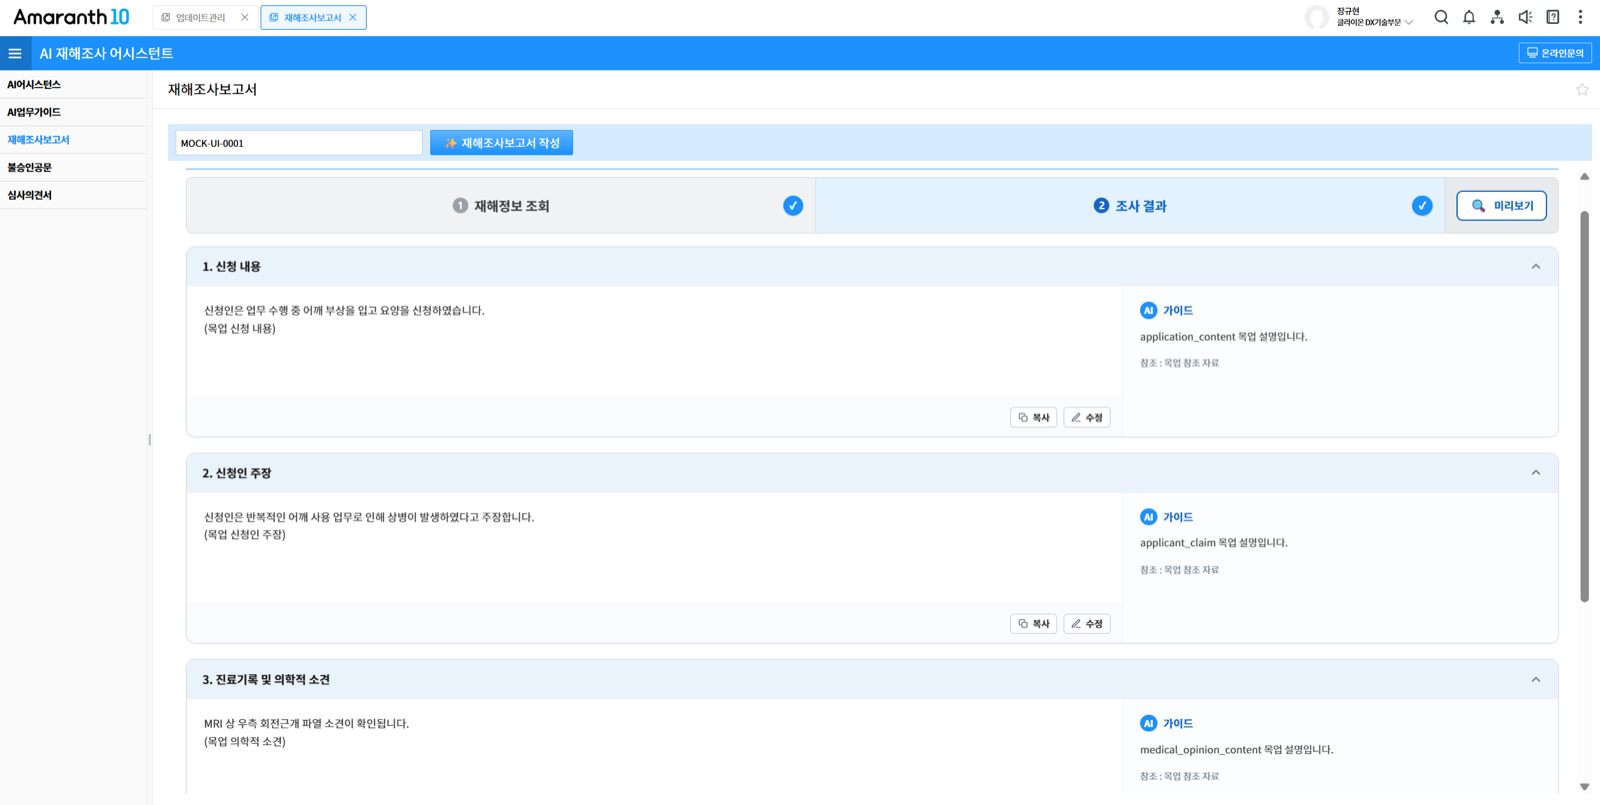 Amaranth 10
업데이트관리
재해조사보고서
장규현
클라이온 DX기술부문
AI 재해조사 어시스턴트
온라인문의
AI어시스턴스
AI업무가이드
재해조사보고서
불승인공문
심사의견서
재해조사보고서
MOCK-UI-0001
재해조사보고서 작성
1 재해정보 조회
2 조사 결과
미리보기
1. 신청 내용
신청인은 업무 수행 중 어깨 부상을 입고 요양을 신청하였습니다.
(목업 신청 내용)
AI 가이드
application_content 목업 설명입니다.
참조 : 목업 참조 자료
복사
수정
2. 신청인 주장
신청인은 반복적인 어깨 사용 업무로 인해 상병이 발생하였다고 주장합니다.
(목업 신청인 주장)
AI 가이드
applicant_claim 목업 설명입니다.
참조 : 목업 참조 자료
복사
수정
3. 진료기록 및 의학적 소견
MRI 상 우측 회전근개 파열 소견이 확인됩니다.
(목업 의학적 소견)
AI 가이드
medical_opinion_content 목업 설명입니다.
참조 : 목업 참조 자료